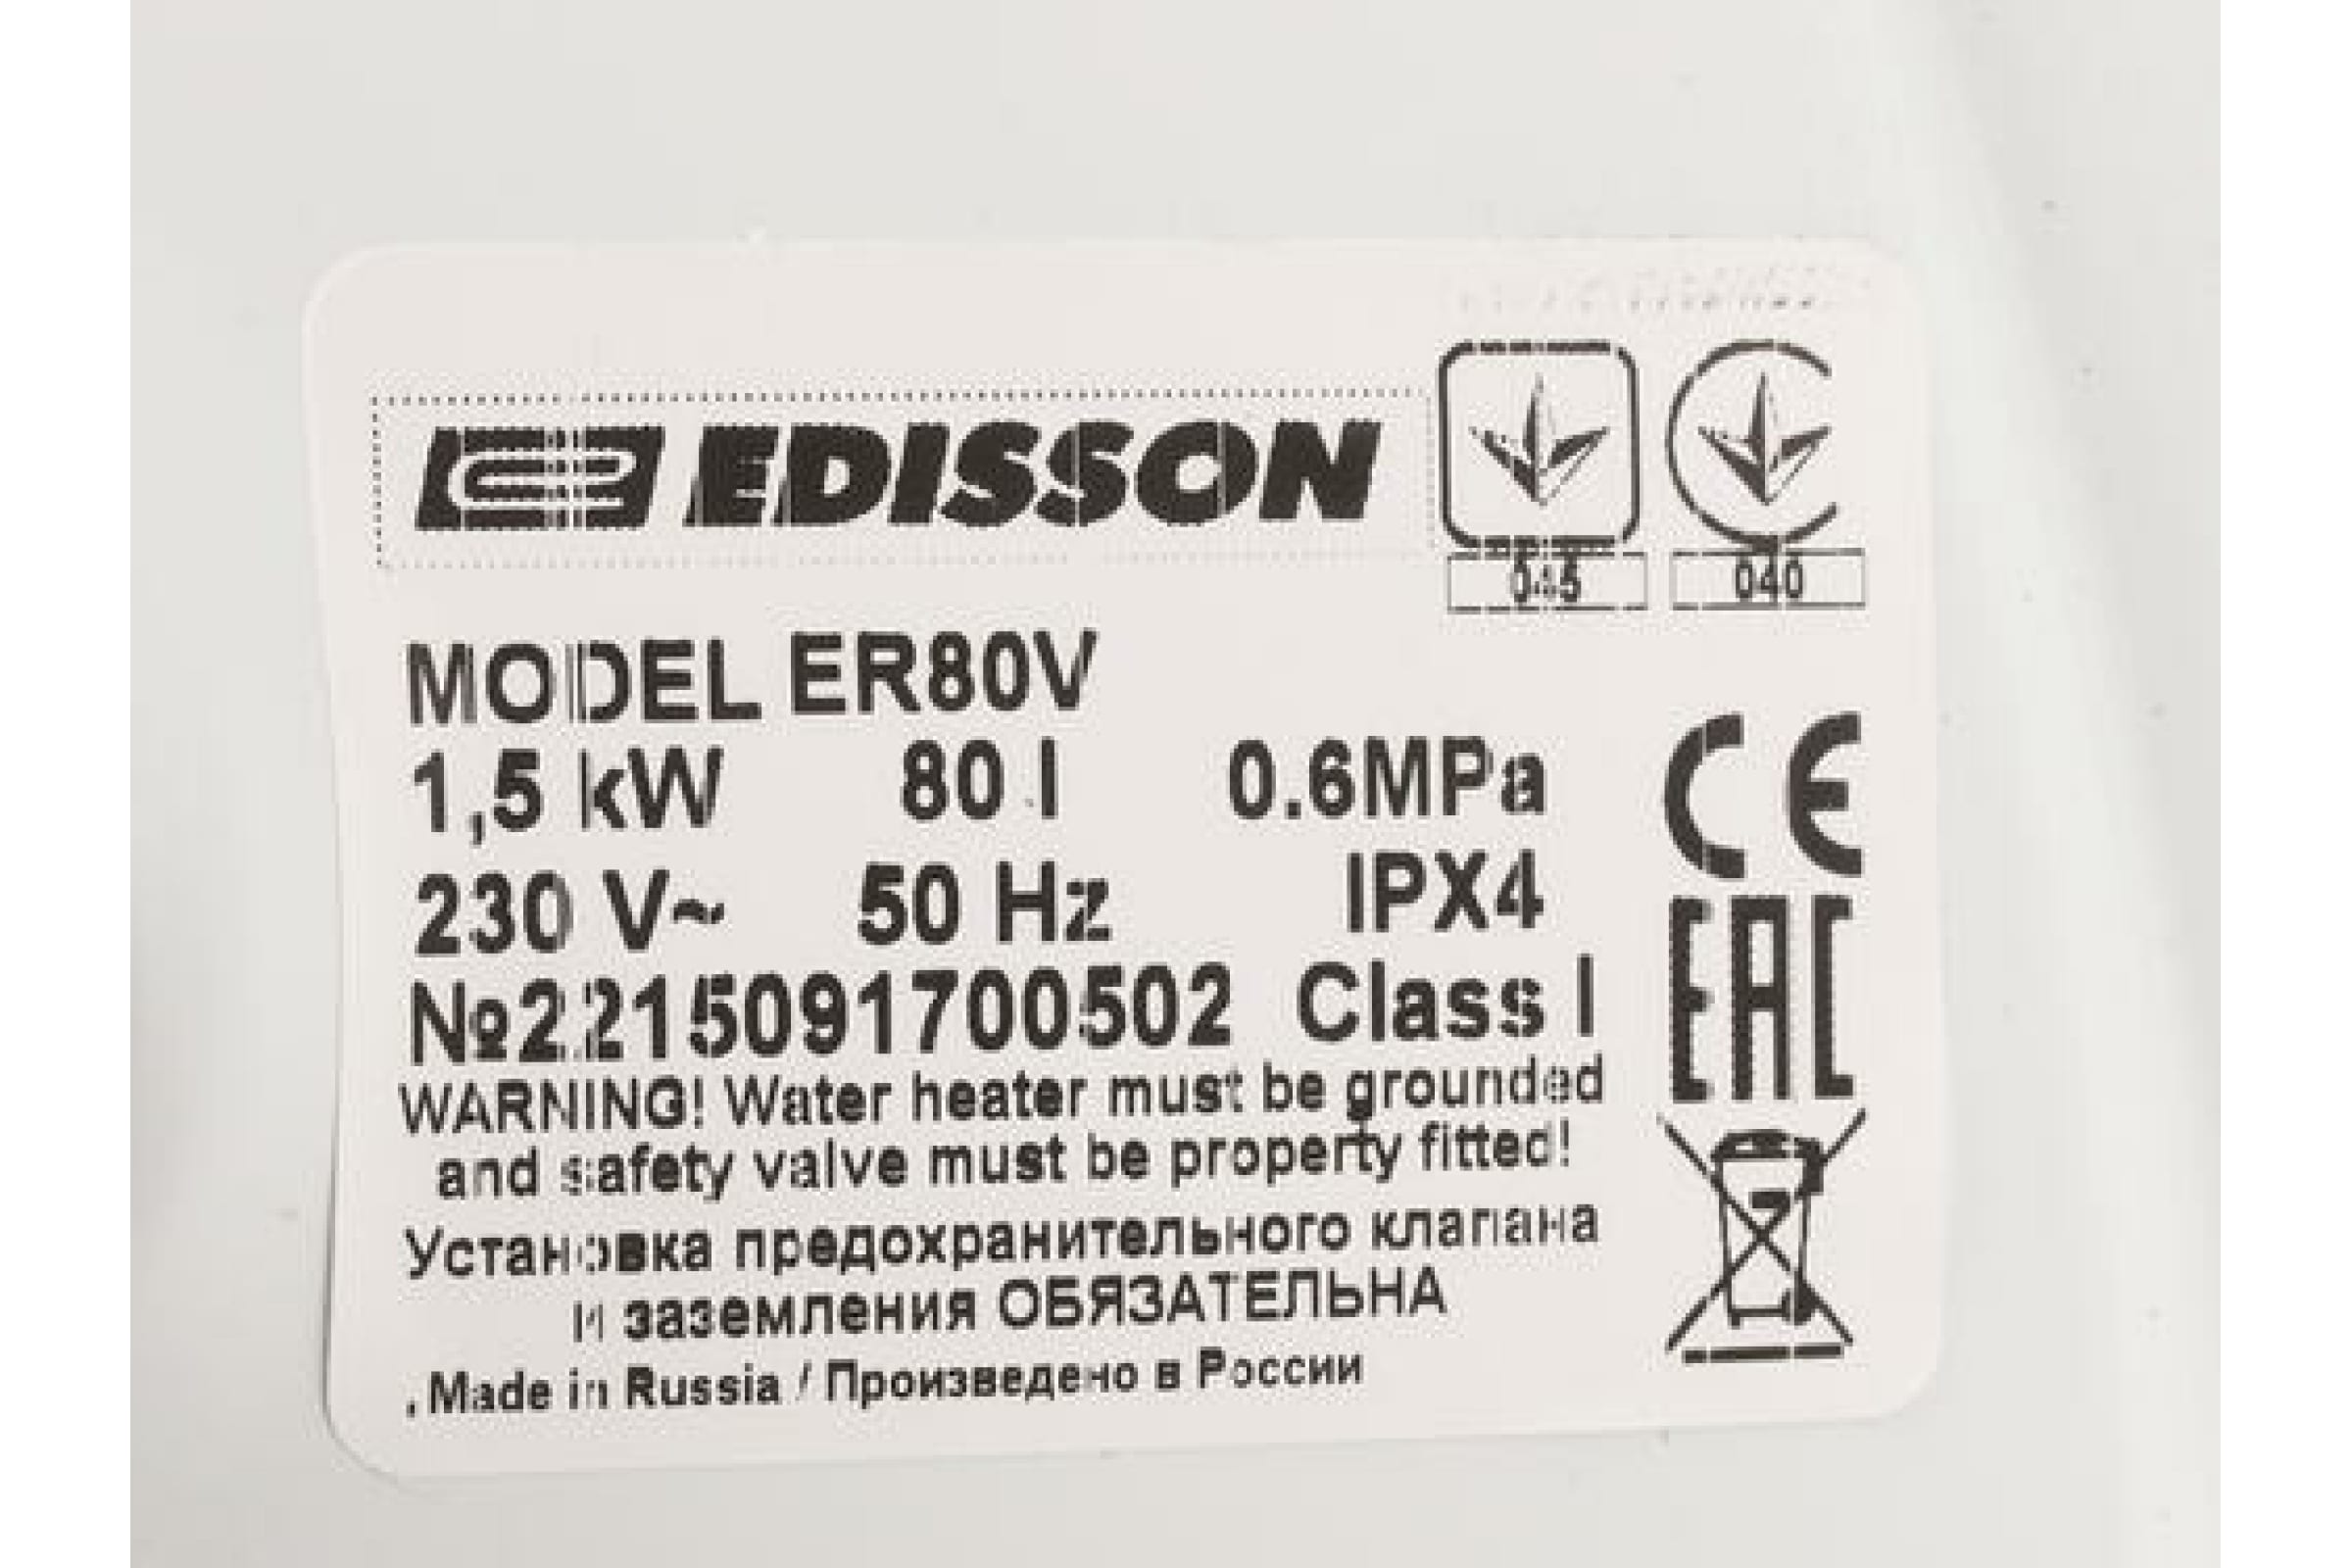 EDISSON
045 040
MODEL ER80V
1,5 kW 80 l 0.6MPa
230 V~ 50 Hz IPX4
№2215091700502 Class I
WARNING! Water heater must be grounded
and safety valve must be property fitted!
Установка предохранительного клапана
и заземления ОБЯЗАТЕЛЬНА
Made in Russia / Произведено в России
CE
EAC